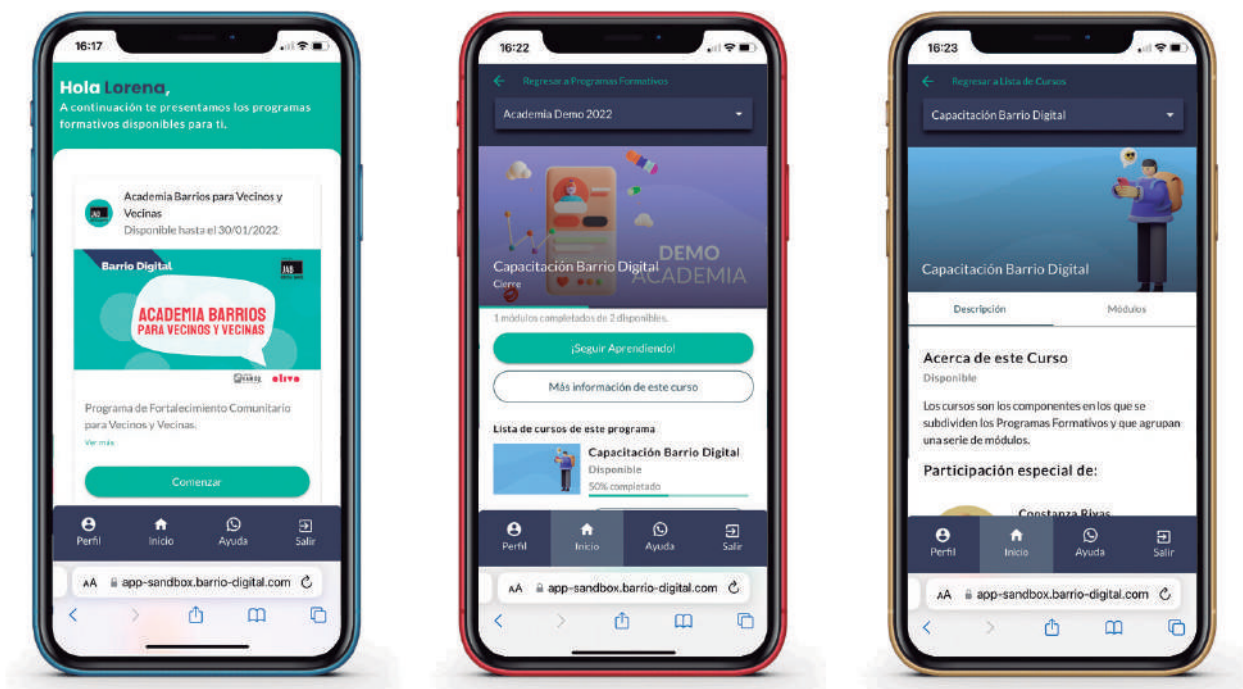 16:17
Hola Lorena,
A continuación te presentamos los programas
formativos disponibles para ti.
Academia Barrios para Vecinos y
Vecinas
Disponible hasta el 30/01/2022
Barrio Digital
JAB
ACADEMIA BARRIOS
PARA VECINOS Y VECINAS
olivo
Programa de Fortalecimiento Comunitario
para Vecinos y Vecinas.
Ver más
Comenzar
Perfil
Inicio
Ayuda
Salir
AA app-sandbox.barrio-digital.com
16:22
Regresar a Programas Formativos
Academia Demo 2022
DEMO
ACADEMIA
Capacitación Barrio Digital
Cierre
1 módulos completados de 2 disponibles.
¡Seguir Aprendiendo!
Más información de este curso
Lista de cursos de este programa
Capacitación Barrio Digital
Disponible
50% completado
Perfil
Inicio
Ayuda
Salir
AA app-sandbox.barrio-digital.com
16:23
Regresar a Lista de Cursos
Capacitación Barrio Digital
Capacitación Barrio Digital
Descripción
Módulos
Acerca de este Curso
Disponible
Los cursos son los componentes en los que se
subdividen los Programas Formativos y que agrupan
una serie de módulos.
Participación especial de:
Constanza Rivas
Perfil
Inicio
Ayuda
Salir
AA app-sandbox.barrio-digital.com